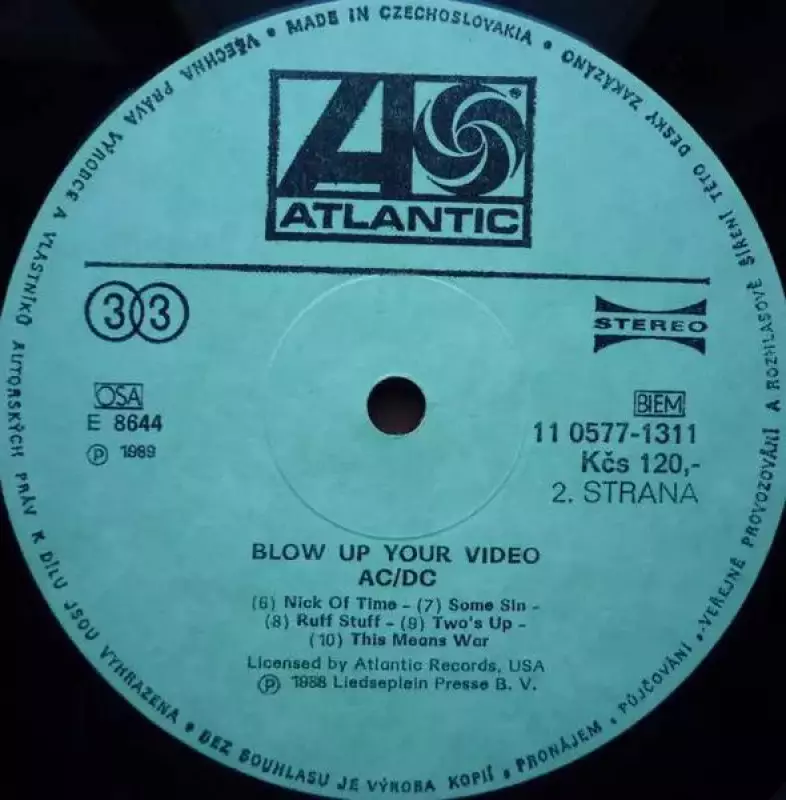 VŠECHNA PRÁVA VÝROBCE A VLASTNÍKŮ AUTORSKÝCH PRÁV K DÍLU JSOU VYHRAZENA • BEZ SOUHLASU JE VÝROBA KOPIÍ • PRONÁJEM • PŮJČOVÁNÍ • VEŘEJNÉ PROVOZOVÁNÍ A ROZHLASOVÉ ŠÍŘENÍ TÉTO DESKY ZAKÁZÁNO • MADE IN CZECHOSLOVAKIA •
ATLANTIC
33
STEREO
OSA
BIEM
E 8644
11 0577-1311
℗ 1989
Kčs 120,-
2. STRANA
BLOW UP YOUR VIDEO
AC/DC
(6) Nick Of Time - (7) Some Sin -
(8) Ruff Stuff - (9) Two's Up -
(10) This Means War
Licensed by Atlantic Records, USA
℗ 1988 Liedseplein Presse B. V.